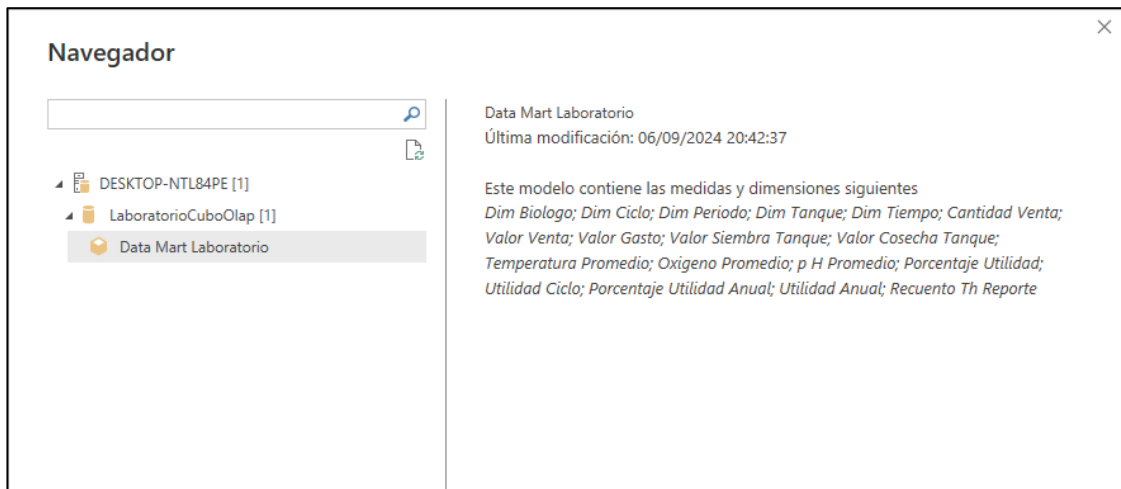 Navegador
DESKTOP-NTL84PE [1]
LaboratorioCuboOlap [1]
Data Mart Laboratorio
Data Mart Laboratorio
Última modificación: 06/09/2024 20:42:37
Este modelo contiene las medidas y dimensiones siguientes
Dim Biologo; Dim Ciclo; Dim Periodo; Dim Tanque; Dim Tiempo; Cantidad Venta;
Valor Venta; Valor Gasto; Valor Siembra Tanque; Valor Cosecha Tanque;
Temperatura Promedio; Oxigeno Promedio; p H Promedio; Porcentaje Utilidad;
Utilidad Ciclo; Porcentaje Utilidad Anual; Utilidad Anual; Recuento Th Reporte